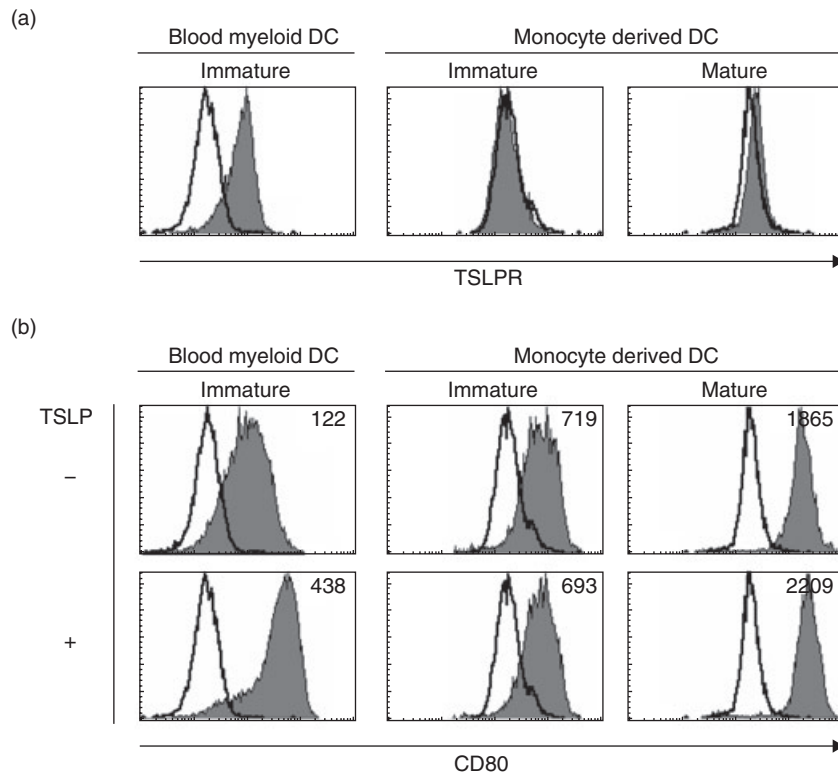 (a)
Blood myeloid DC Monocyte derived DC
Immature Immature Mature
TSLPR
(b)
Blood myeloid DC Monocyte derived DC
Immature Immature Mature
TSLP 122 719 1865
–
438 693 2209
+
CD80